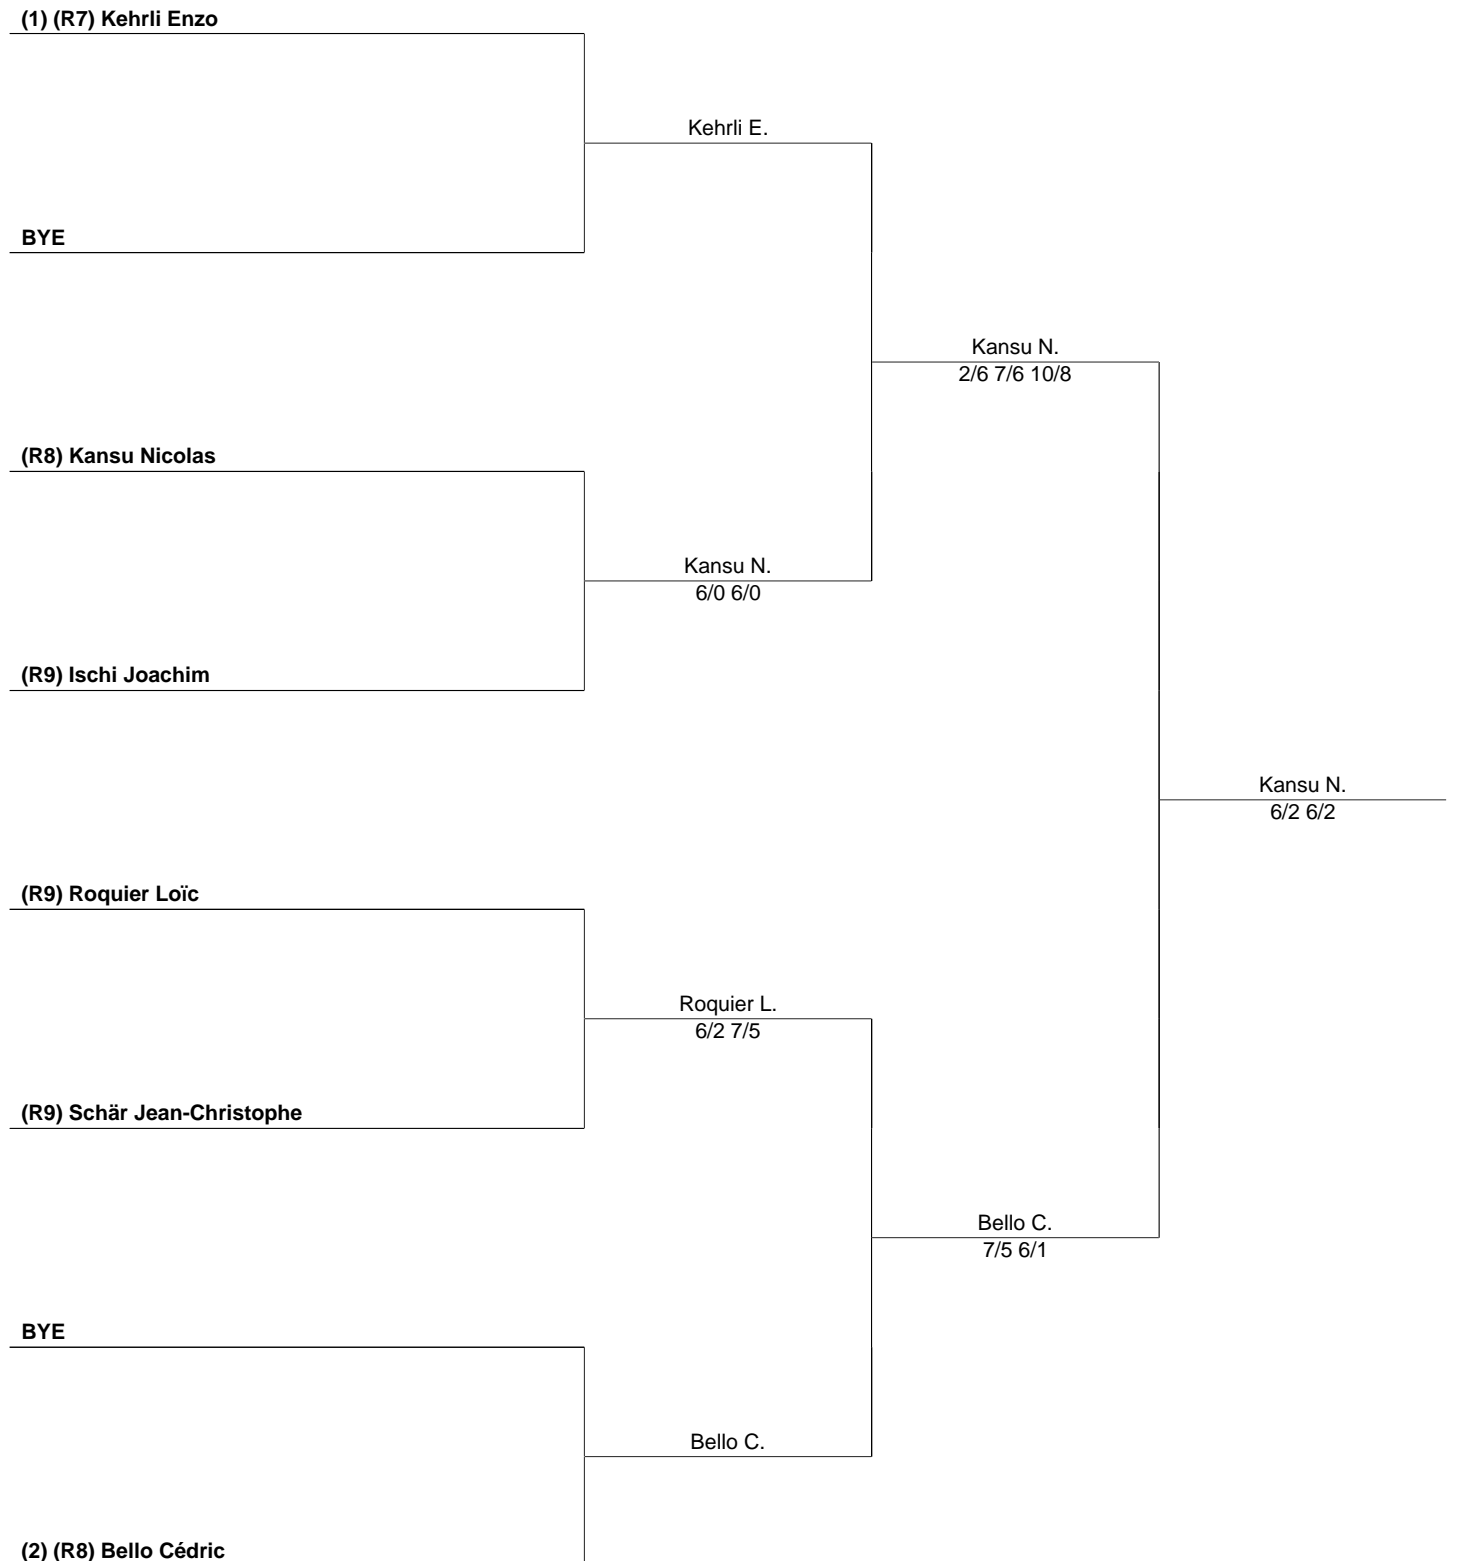 (1) (R7) Kehrli Enzo
Kehrli E.
BYE
Kansu N.
2/6 7/6 10/8
(R8) Kansu Nicolas
Kansu N.
6/0 6/0
(R9) Ischi Joachim
Kansu N.
6/2 6/2
(R9) Roquier Loïc
Roquier L.
6/2 7/5
(R9) Schär Jean-Christophe
Bello C.
7/5 6/1
BYE
Bello C.
(2) (R8) Bello Cédric